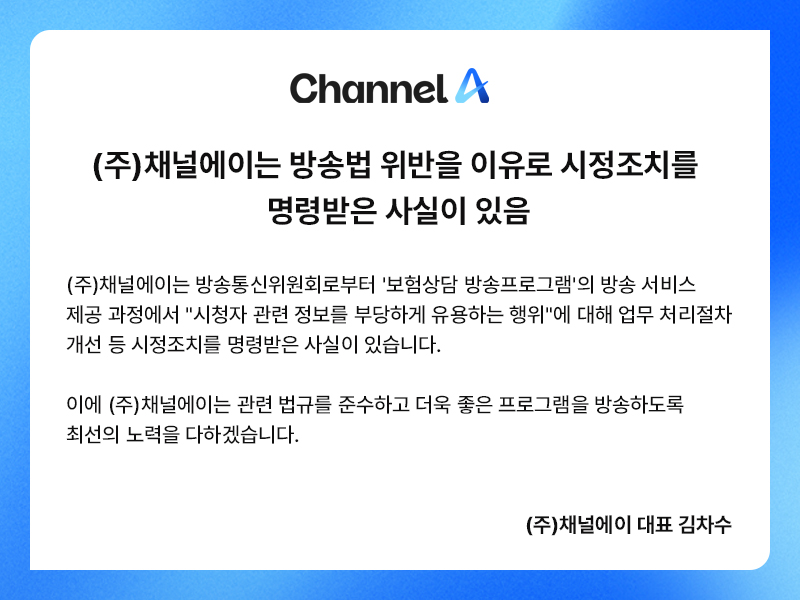 Channel A
(주)채널에이는 방송법 위반을 이유로 시정조치를
명령받은 사실이 있음
(주)채널에이는 방송통신위원회로부터 '보험상담 방송프로그램'의 방송 서비스
제공 과정에서 "시청자 관련 정보를 부당하게 유용하는 행위"에 대해 업무 처리절차
개선 등 시정조치를 명령받은 사실이 있습니다.
이에 (주)채널에이는 관련 법규를 준수하고 더욱 좋은 프로그램을 방송하도록
최선의 노력을 다하겠습니다.
(주)채널에이 대표 김차수